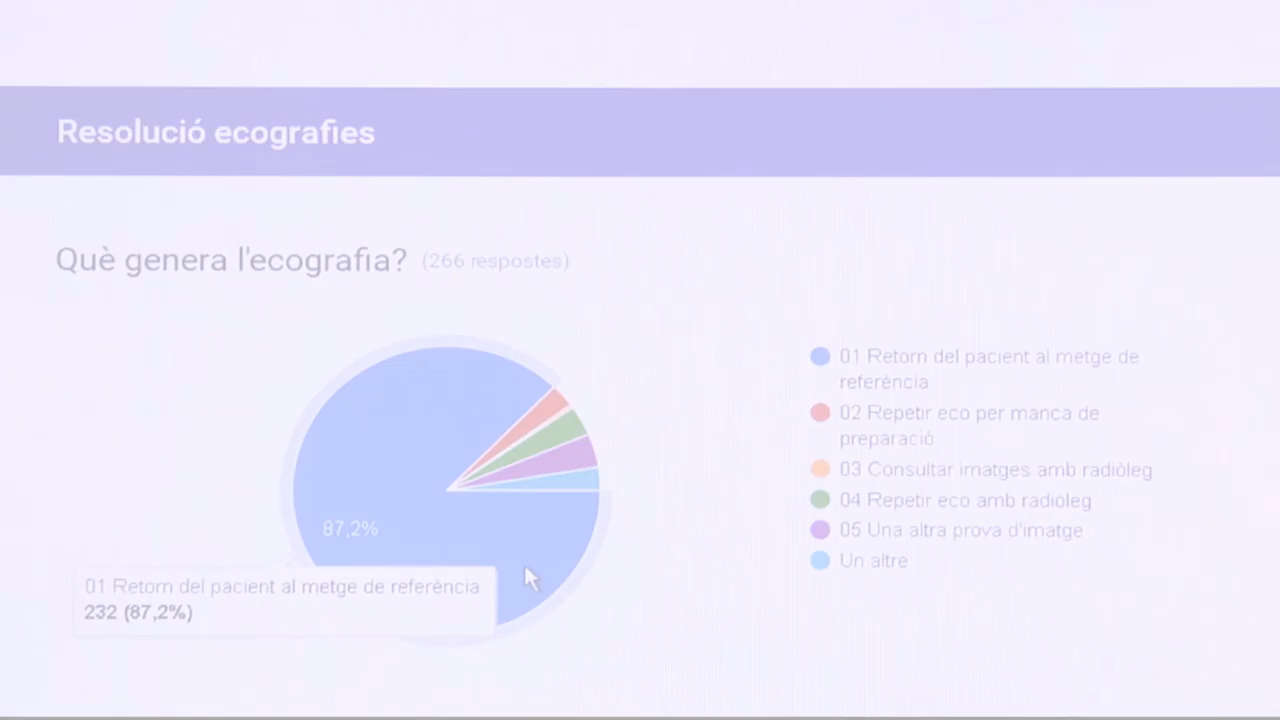 Resolució ecografies
Què genera l'ecografia? (266 respostes)
01 Retorn del pacient al metge de
referència
02 Repetir eco per manca de
preparació
03 Consultar imatges amb radiòleg
04 Repetir eco amb radiòleg
05 Una altra prova d'imatge
Un altre
87,2%
01 Retorn del pacient al metge de referència
232 (87,2%)